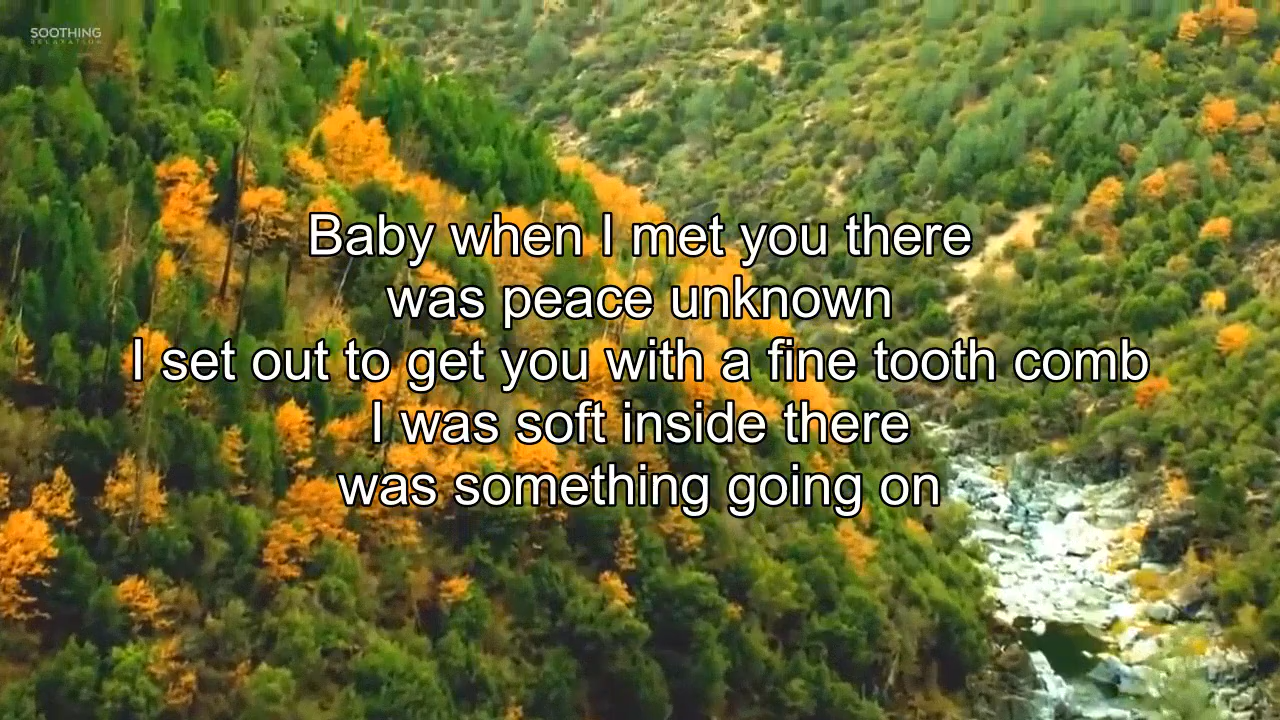 SOOTHING
RELAXATION
Baby when I met you there
was peace unknown
I set out to get you with a fine tooth comb
I was soft inside there
was something going on